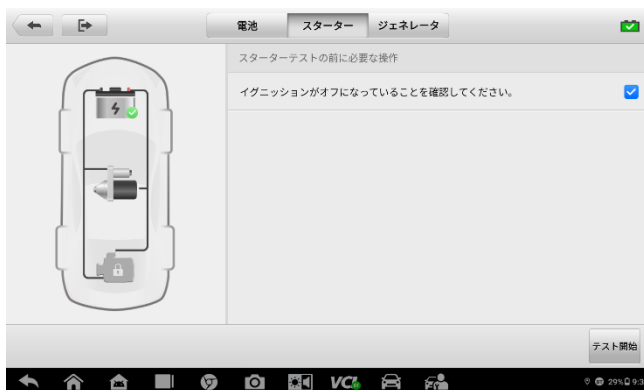 電池 スターター ジェネレータ
スターターテストの前に必要な操作
イグニッションがオフになっていることを確認してください。
テスト開始
VCI
29%